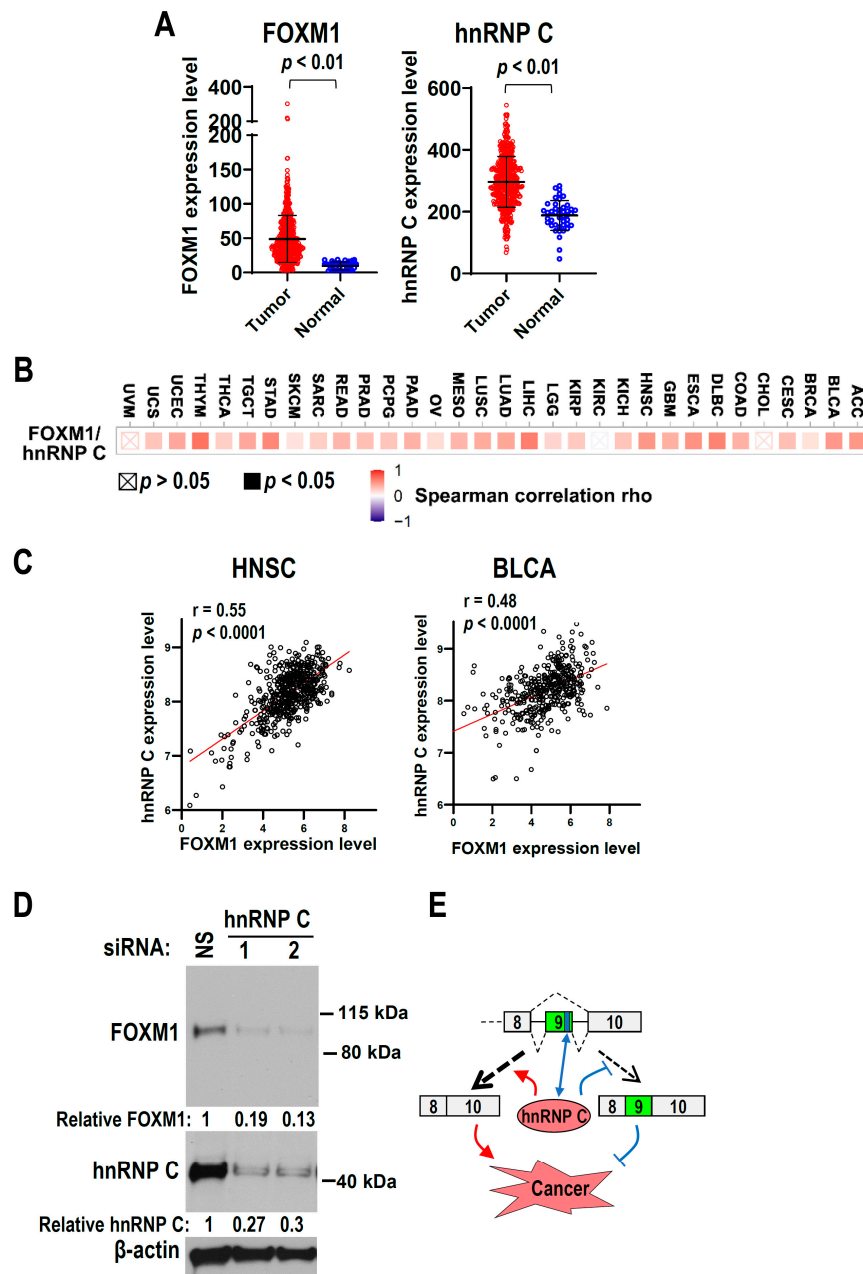 A
FOXM1
hnRNP C
p < 0.01
p < 0.01
FOXM1 expression level
400
200
200
150
100
50
0
Tumor
Normal
hnRNP C expression level
600
400
200
0
Tumor
Normal
B
UVM
UCS
UCEC
THYM
THCA
TGCT
STAD
SKCM
SARC
READ
PRAD
PCPG
PAAD
OV
MESO
LUSC
LUAD
LIHC
LGG
KIRP
KIRC
KICH
HNSC
GBM
ESCA
DLBC
COAD
CHOL
CESC
BRCA
BLCA
ACC
FOXM1/
hnRNP C
p > 0.05
p < 0.05
1
0
−1
Spearman correlation rho
C
HNSC
r = 0.55
p < 0.0001
hnRNP C expression level
9
8
7
6
0 2 4 6 8
FOXM1 expression level
BLCA
r = 0.48
p < 0.0001
hnRNP C expression level
9
8
7
6
0 2 4 6 8
FOXM1 expression level
D
hnRNP C
siRNA: NS 1 2
FOXM1
115 kDa
80 kDa
Relative FOXM1: 1 0.19 0.13
hnRNP C
40 kDa
Relative hnRNP C: 1 0.27 0.3
β-actin
E
8 9 10
8 10
hnRNP C
8 9 10
Cancer